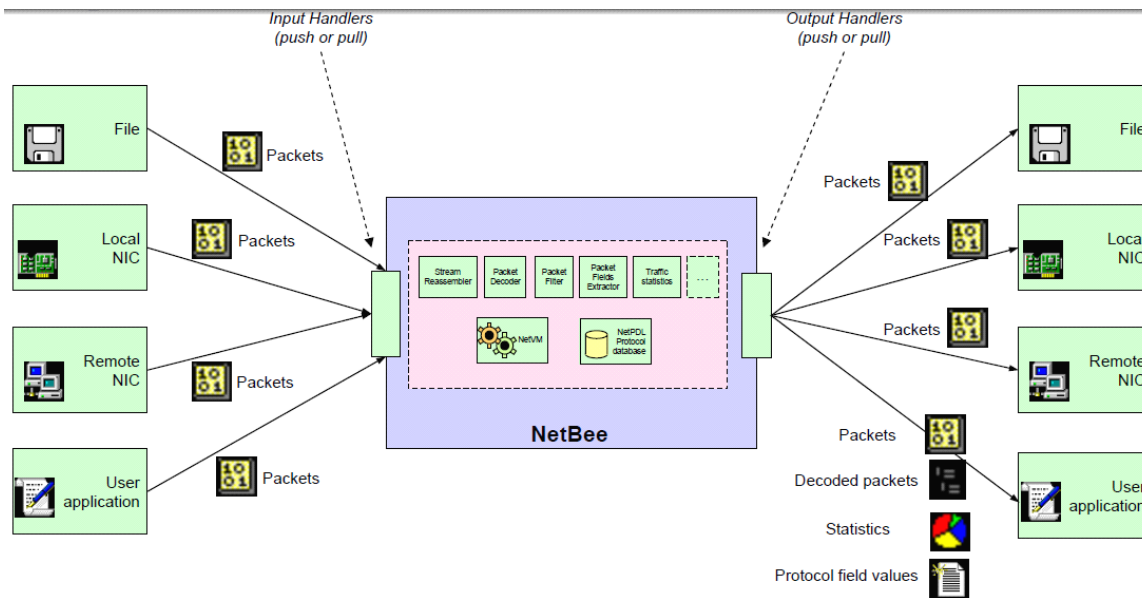 Input Handlers
(push or pull)
Output Handlers
(push or pull)
File
Packets
Local
NIC
Packets
Remote
NIC
Packets
User
application
Packets
Stream
Reassembler
Packet
Decoder
Packet
Filter
Packet
Fields
Extractor
Traffic
statistics
...
NetVM
NetPDL
Protocol
database
NetBee
Packets
File
Packets
Local
NIC
Packets
Remote
NIC
Packets
Decoded packets
Statistics
Protocol field values
User
application